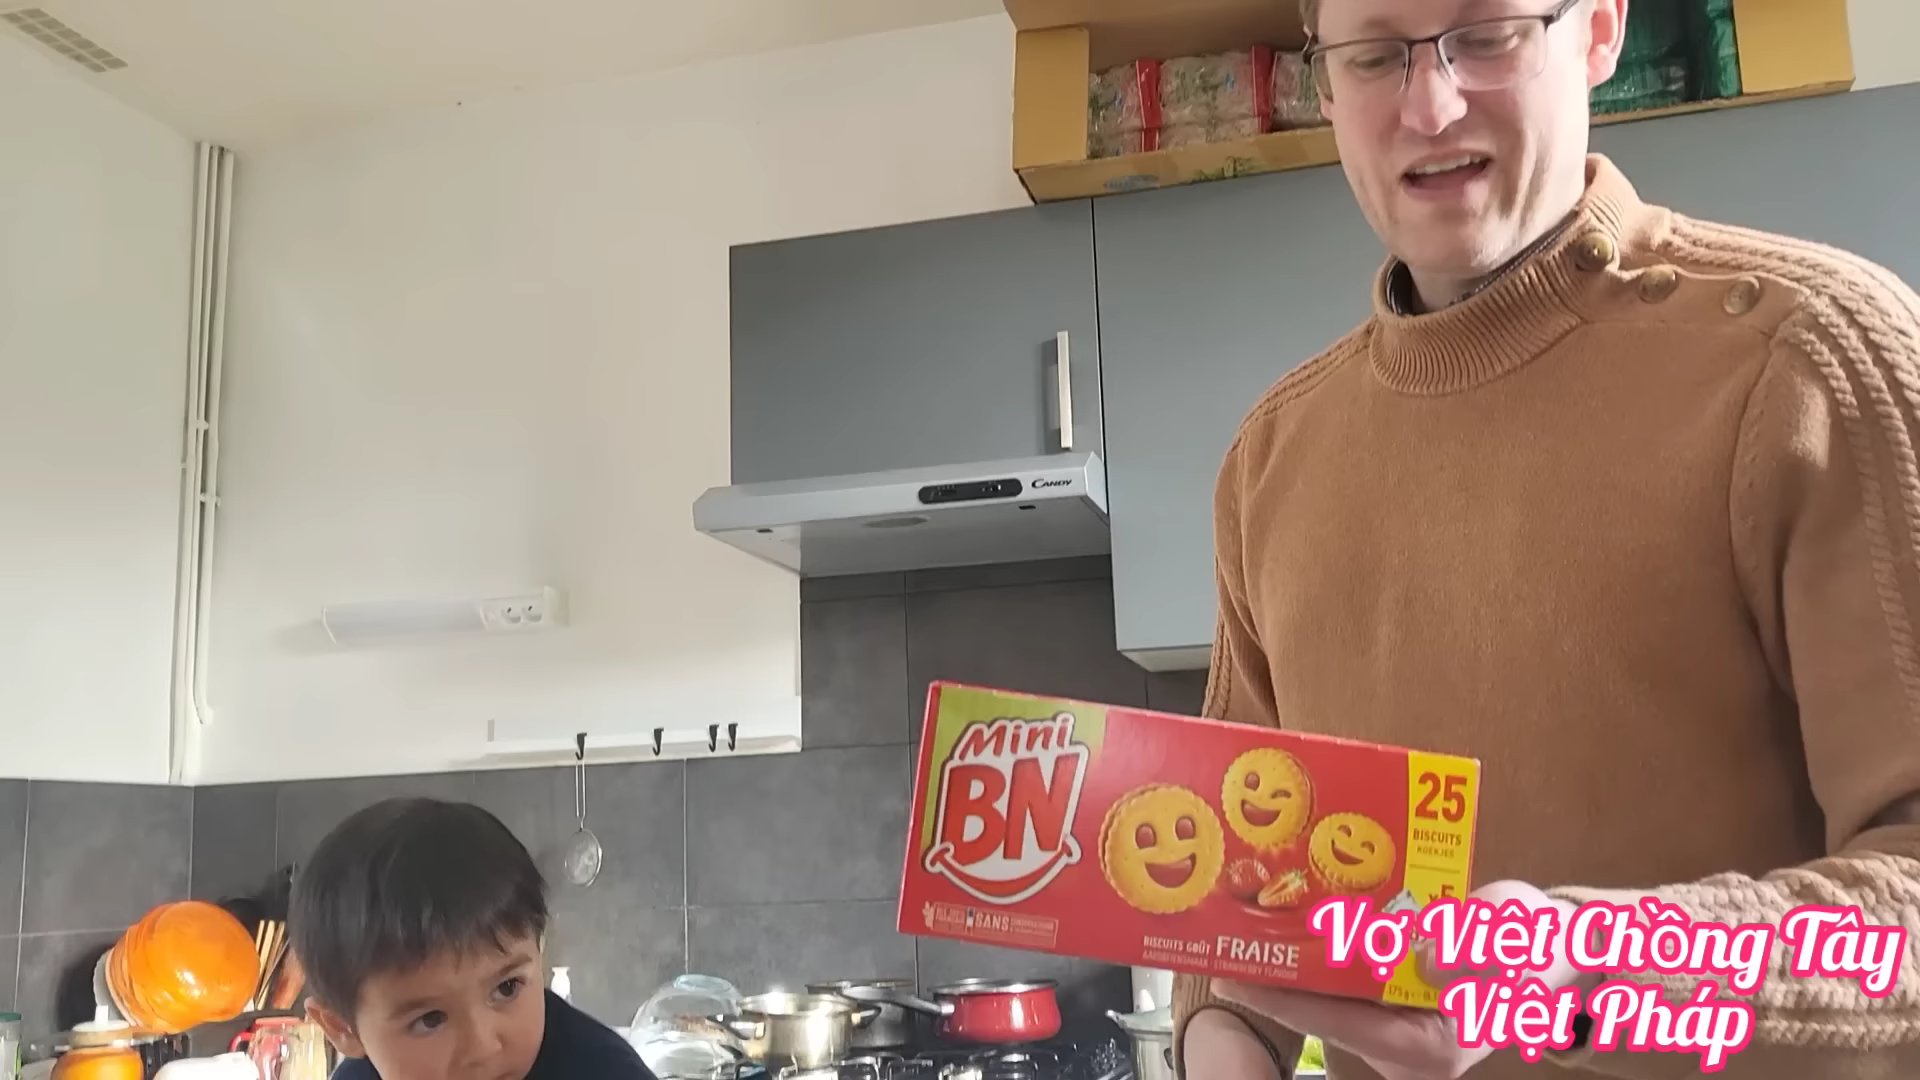 CANDY
Mini
BN
25
BISCUITS
KOEKJES
x5
SANS
BISCUITS GOÛT FRAISE
AARDBEIENSMAAK - STRAWBERRY FLAVOUR
Vợ Việt Chồng Tây
Việt Pháp